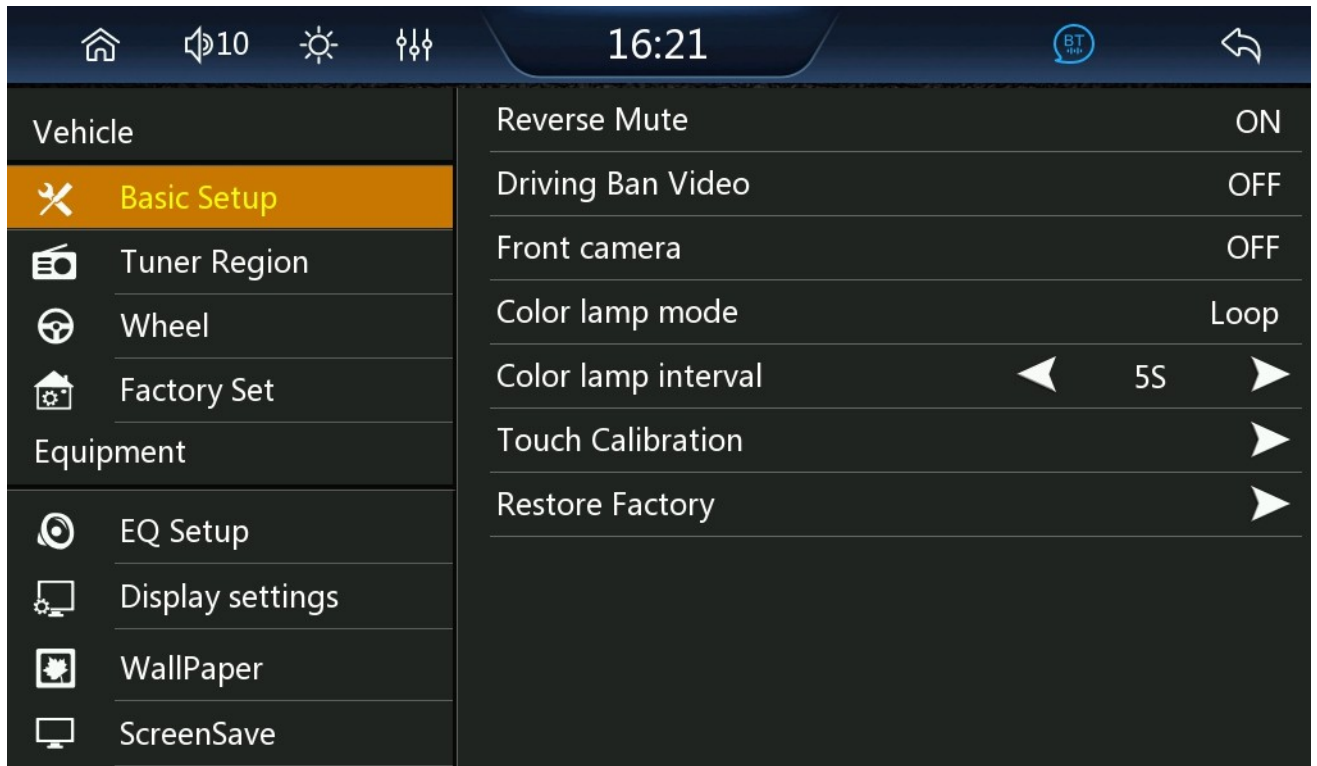 10
16:21
BT
Vehicle
Basic Setup
Tuner Region
Wheel
Factory Set
Equipment
EQ Setup
Display settings
WallPaper
ScreenSave
Reverse Mute ON
Driving Ban Video OFF
Front camera OFF
Color lamp mode Loop
Color lamp interval 5S
Touch Calibration
Restore Factory